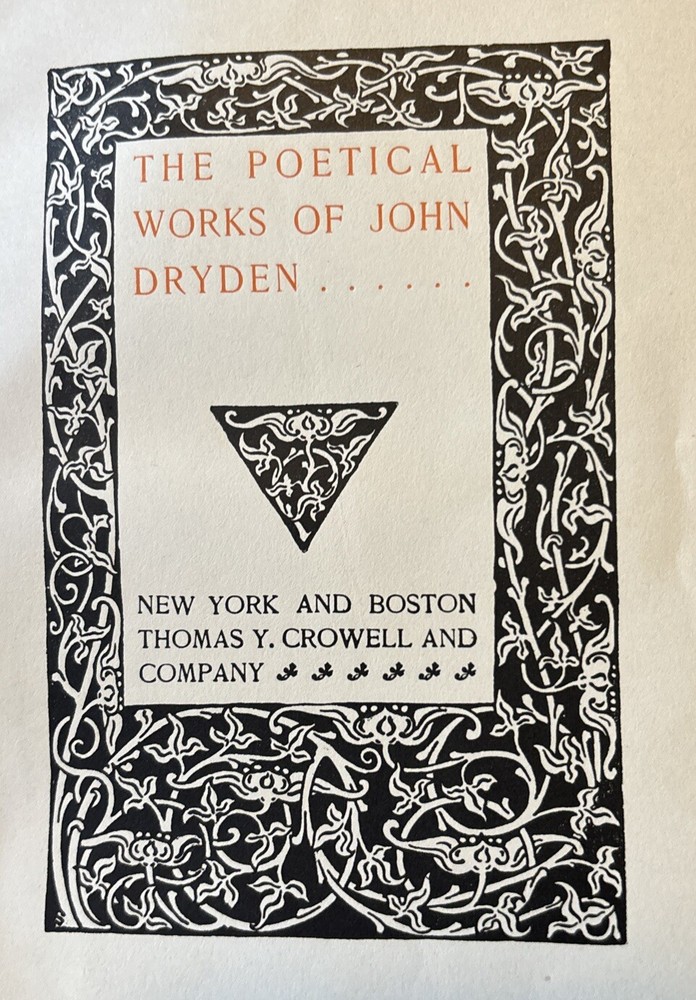 THE POETICAL
WORKS OF JOHN
DRYDEN . . . . . .
NEW YORK AND BOSTON
THOMAS Y. CROWELL AND
COMPANY